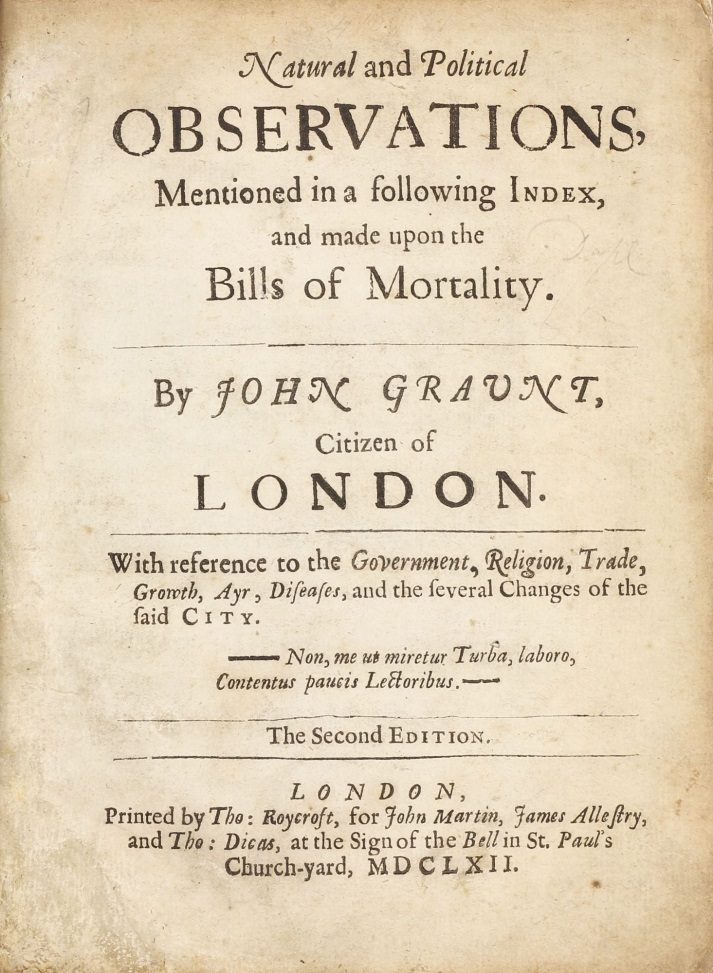 Natural and Political
OBSERVATIONS,
Mentioned in a following INDEX,
and made upon the
Bills of Mortality.
By JOHN GRAUNT,
Citizen of
LONDON.
With reference to the Government, Religion, Trade,
Growth, Ayr, Diſeaſes, and the ſeveral Changes of the
ſaid CITY.
—— Non, me ut miretur Turba, laboro,
Contentus paucis Lectoribus.——
The Second EDITION.
LONDON,
Printed by Tho: Roycroft, for John Martin, James Alleſtry,
and Tho: Dicas, at the Sign of the Bell in St. Paul's
Church-yard, MDCLXII.